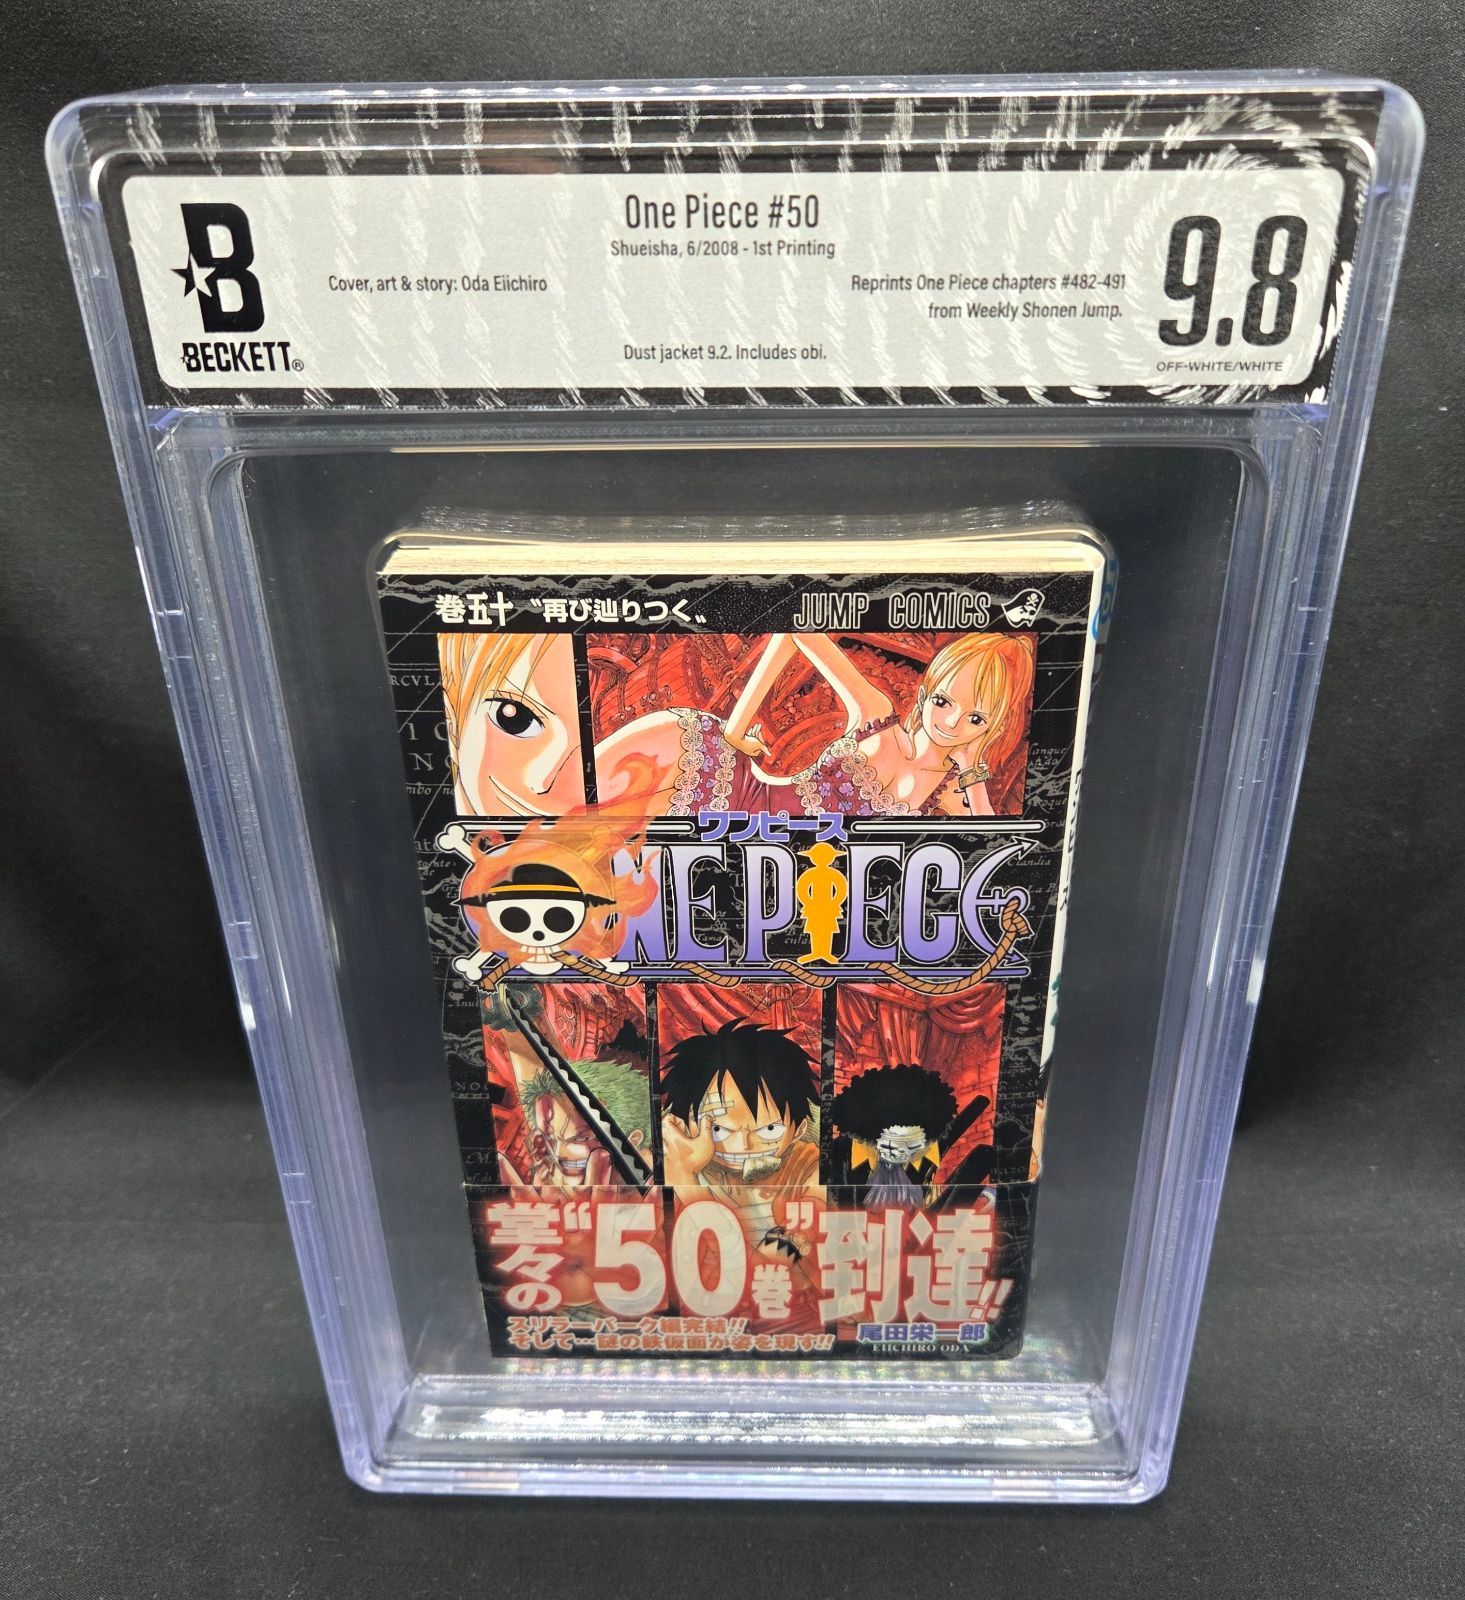 One Piece #50
Shueisha, 6/2008 - 1st Printing
Cover, art & story: Oda Eiichiro
Reprints One Piece chapters #482-491
from Weekly Shonen Jump.
Dust jacket 9.2. Includes obi.
B
BECKETT®
9.8
OFF-WHITE/WHITE
巻五十 〝再び辿りつく〟 JUMP COMICS
ワンピース
ONE PIECE
堂々の“50巻”到達!!
スリラーバーク編完結!!
そして…謎の鉄仮面が姿を現す!!
尾田栄一郎
EIICHIRO ODA